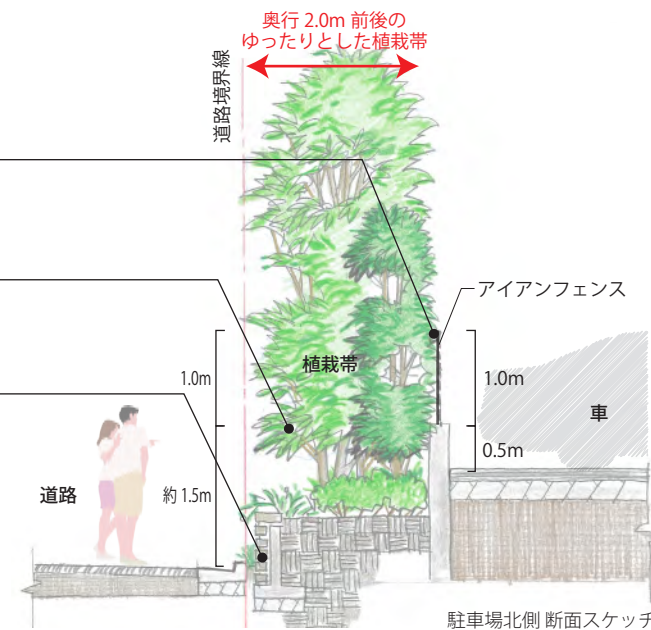 奥行 2.0m 前後の
ゆったりとした植栽帯
道路境界線
アイアンフェンス
植栽帯
1.0m
1.0m
車
0.5m
道路
約 1.5m
駐車場北側 断面スケッチ